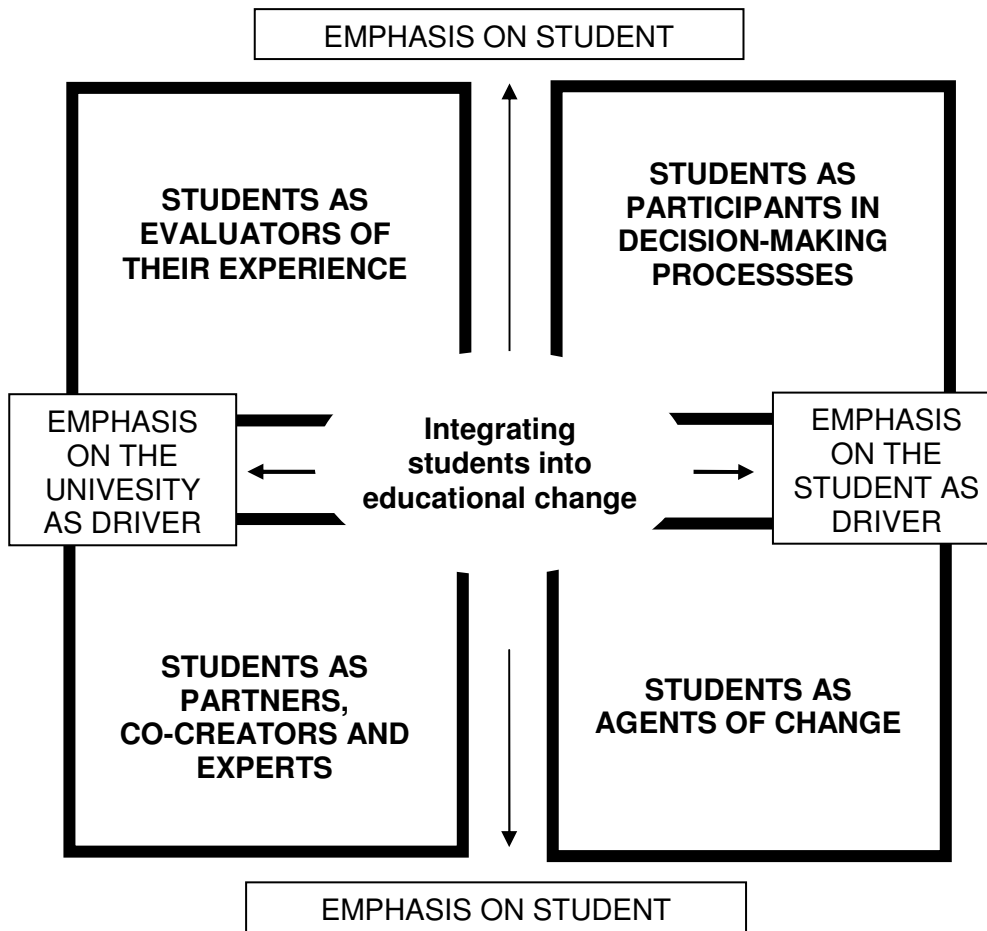 EMPHASIS ON STUDENT
STUDENTS AS
EVALUATORS OF
THEIR EXPERIENCE
STUDENTS AS
PARTICIPANTS IN
DECISION-MAKING
PROCESSSES
EMPHASIS
ON THE
UNIVESITY
AS DRIVER
Integrating
students into
educational change
EMPHASIS
ON THE
STUDENT AS
DRIVER
STUDENTS AS
PARTNERS,
CO-CREATORS AND
EXPERTS
STUDENTS AS
AGENTS OF CHANGE
EMPHASIS ON STUDENT